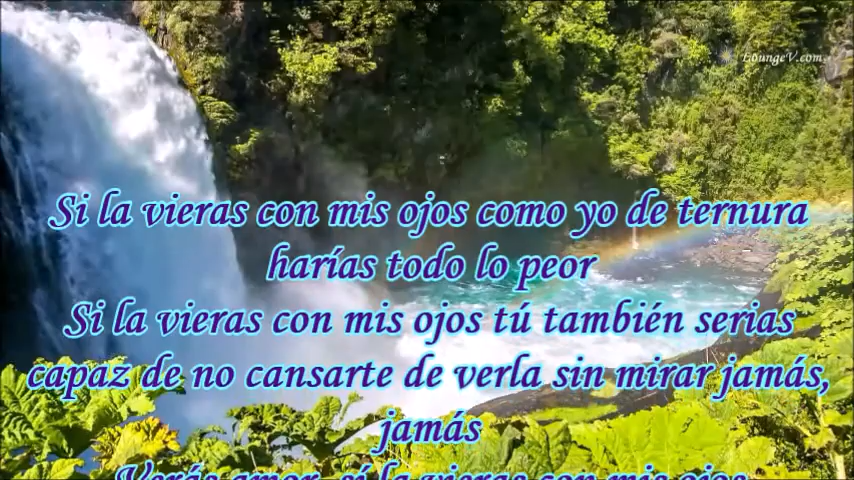 LoungeV.com
Si la vieras con mis ojos como yo de ternura
harías todo lo peor
Si la vieras con mis ojos tú también serias
capaz de no cansarte de verla sin mirar jamás,
jamás
Verás amor, sí la vieras con mis ojos